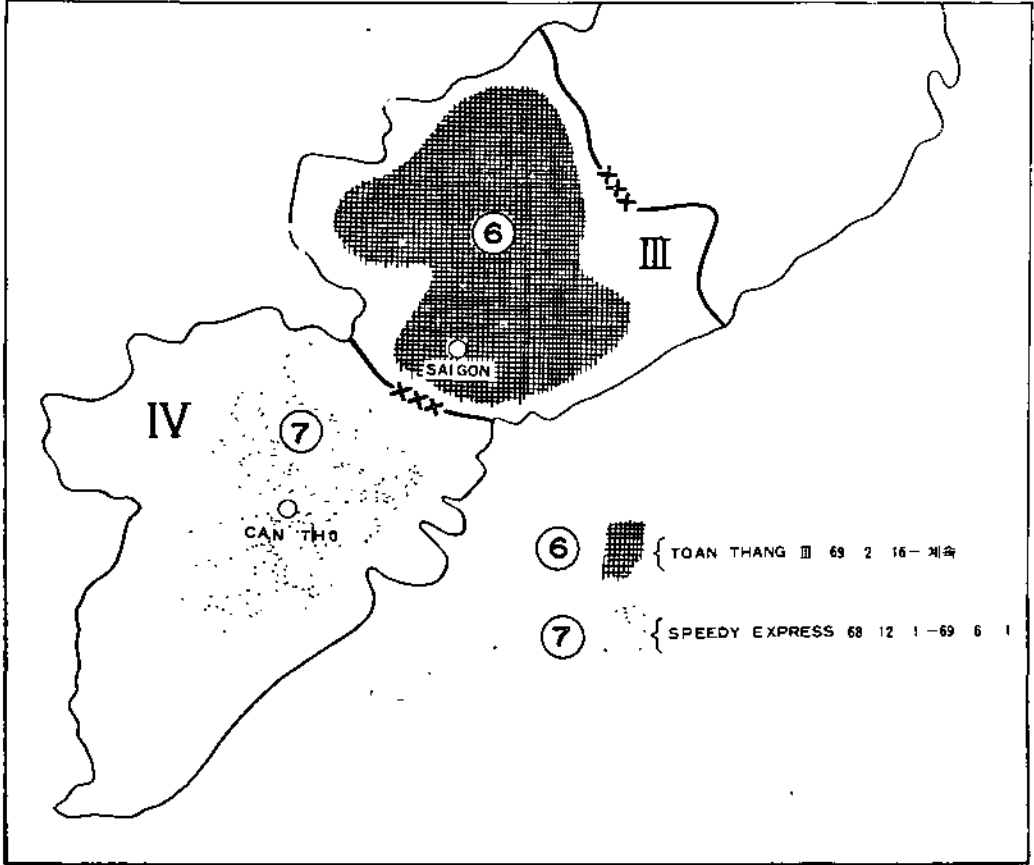 ⑥
Ⅲ
SAIGON
Ⅳ
⑦
CAN THO
⑥ { TOAN THANG Ⅲ 69 2 16— 계속
⑦ { SPEEDY EXPRESS 68 12 1 —69 6 1